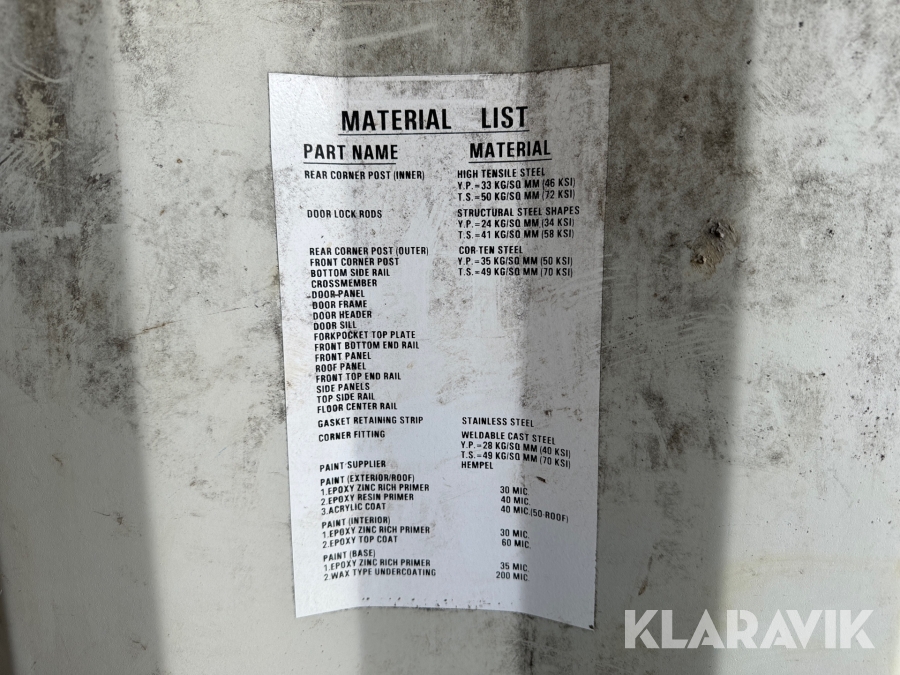 MATERIAL LIST
PART NAME MATERIAL
REAR CORNER POST (INNER) HIGH TENSILE STEEL
Y.P.=33 KG/SQ MM (46 KSI)
T.S.=50 KG/SQ MM (72 KSI)
DOOR LOCK RODS STRUCTURAL STEEL SHAPES
Y.P.=24 KG/SQ MM (34 KSI)
T.S.=41 KG/SQ MM (58 KSI)
REAR CORNER POST (OUTER) COR-TEN STEEL
FRONT CORNER POST Y.P.=35 KG/SQ MM (50 KSI)
BOTTOM SIDE RAIL T.S.=49 KG/SQ MM (70 KSI)
CROSSMEMBER
DOOR PANEL
DOOR FRAME
DOOR HEADER
DOOR SILL
FORKPOCKET TOP PLATE
FRONT BOTTOM END RAIL
FRONT PANEL
ROOF PANEL
FRONT TOP END RAIL
SIDE PANELS
TOP SIDE RAIL
FLOOR CENTER RAIL
GASKET RETAINING STRIP STAINLESS STEEL
CORNER FITTING WELDABLE CAST STEEL
Y.P.=28 KG/SQ MM (40 KSI)
T.S.=49 KG/SQ MM (70 KSI)
PAINT SUPPLIER HEMPEL
PAINT (EXTERIOR/ROOF)
1.EPOXY ZINC RICH PRIMER 30 MIC.
2.EPOXY RESIN PRIMER 40 MIC.
3.ACRYLIC COAT 40 MIC.(50-ROOF)
PAINT (INTERIOR)
1.EPOXY ZINC RICH PRIMER 30 MIC.
2.EPOXY TOP COAT 60 MIC.
PAINT (BASE)
1.EPOXY ZINC RICH PRIMER 35 MIC.
2.WAX TYPE UNDERCOATING 200 MIC.
KLARAVIK